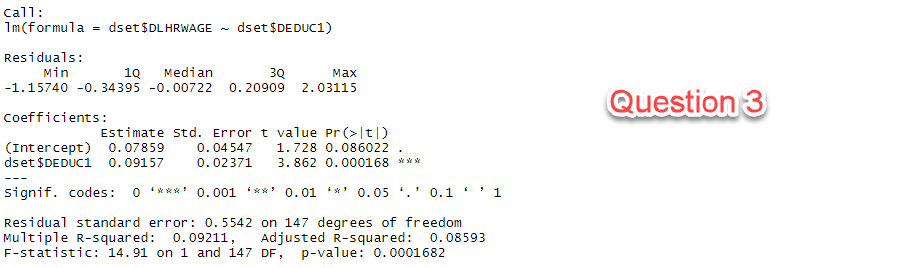 Call:
lm(formula = dset$DLHRWAGE ~ dset$DEDUC1)
Residuals:
Min 1Q Median 3Q Max
-1.15740 -0.34395 -0.00722 0.20909 2.03115
Question 3
Coefficients:
Estimate Std. Error t value Pr(>|t|)
(Intercept) 0.07859 0.04547 1.728 0.086022 .
dset$DEDUC1 0.09157 0.02371 3.862 0.000168 ***
---
Signif. codes: 0 ‘***’ 0.001 ‘**’ 0.01 ‘*’ 0.05 ‘.’ 0.1 ‘ ’ 1
Residual standard error: 0.5542 on 147 degrees of freedom
Multiple R-squared: 0.09211, Adjusted R-squared: 0.08593
F-statistic: 14.91 on 1 and 147 DF, p-value: 0.0001682